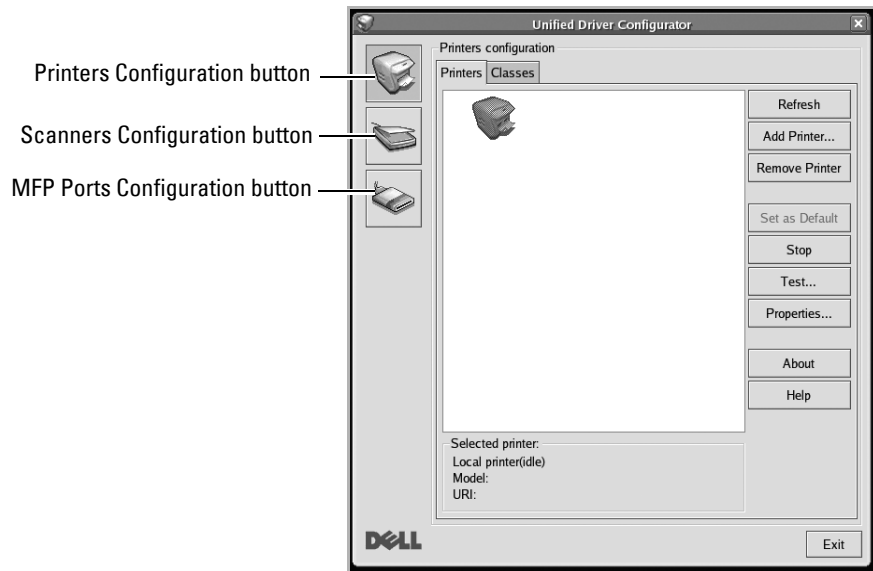 Unified Driver Configurator
Printers Configuration button
Scanners Configuration button
MFP Ports Configuration button
Printers configuration
Printers
Classes
Refresh
Add Printer...
Remove Printer
Set as Default
Stop
Test...
Properties...
About
Help
Selected printer:
Local printer(idle)
Model:
URI:
DELL
Exit